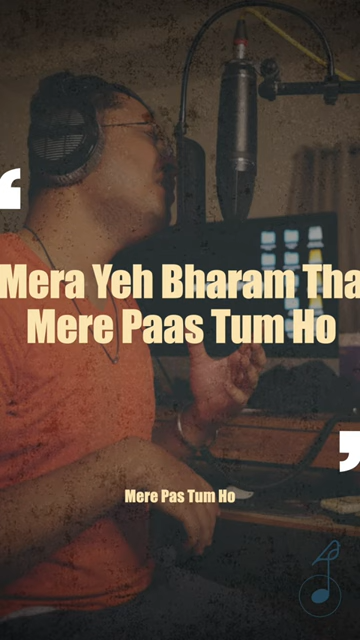 ‘
Mera Yeh Bharam Tha
Mere Paas Tum Ho
’
Mere Pas Tum Ho